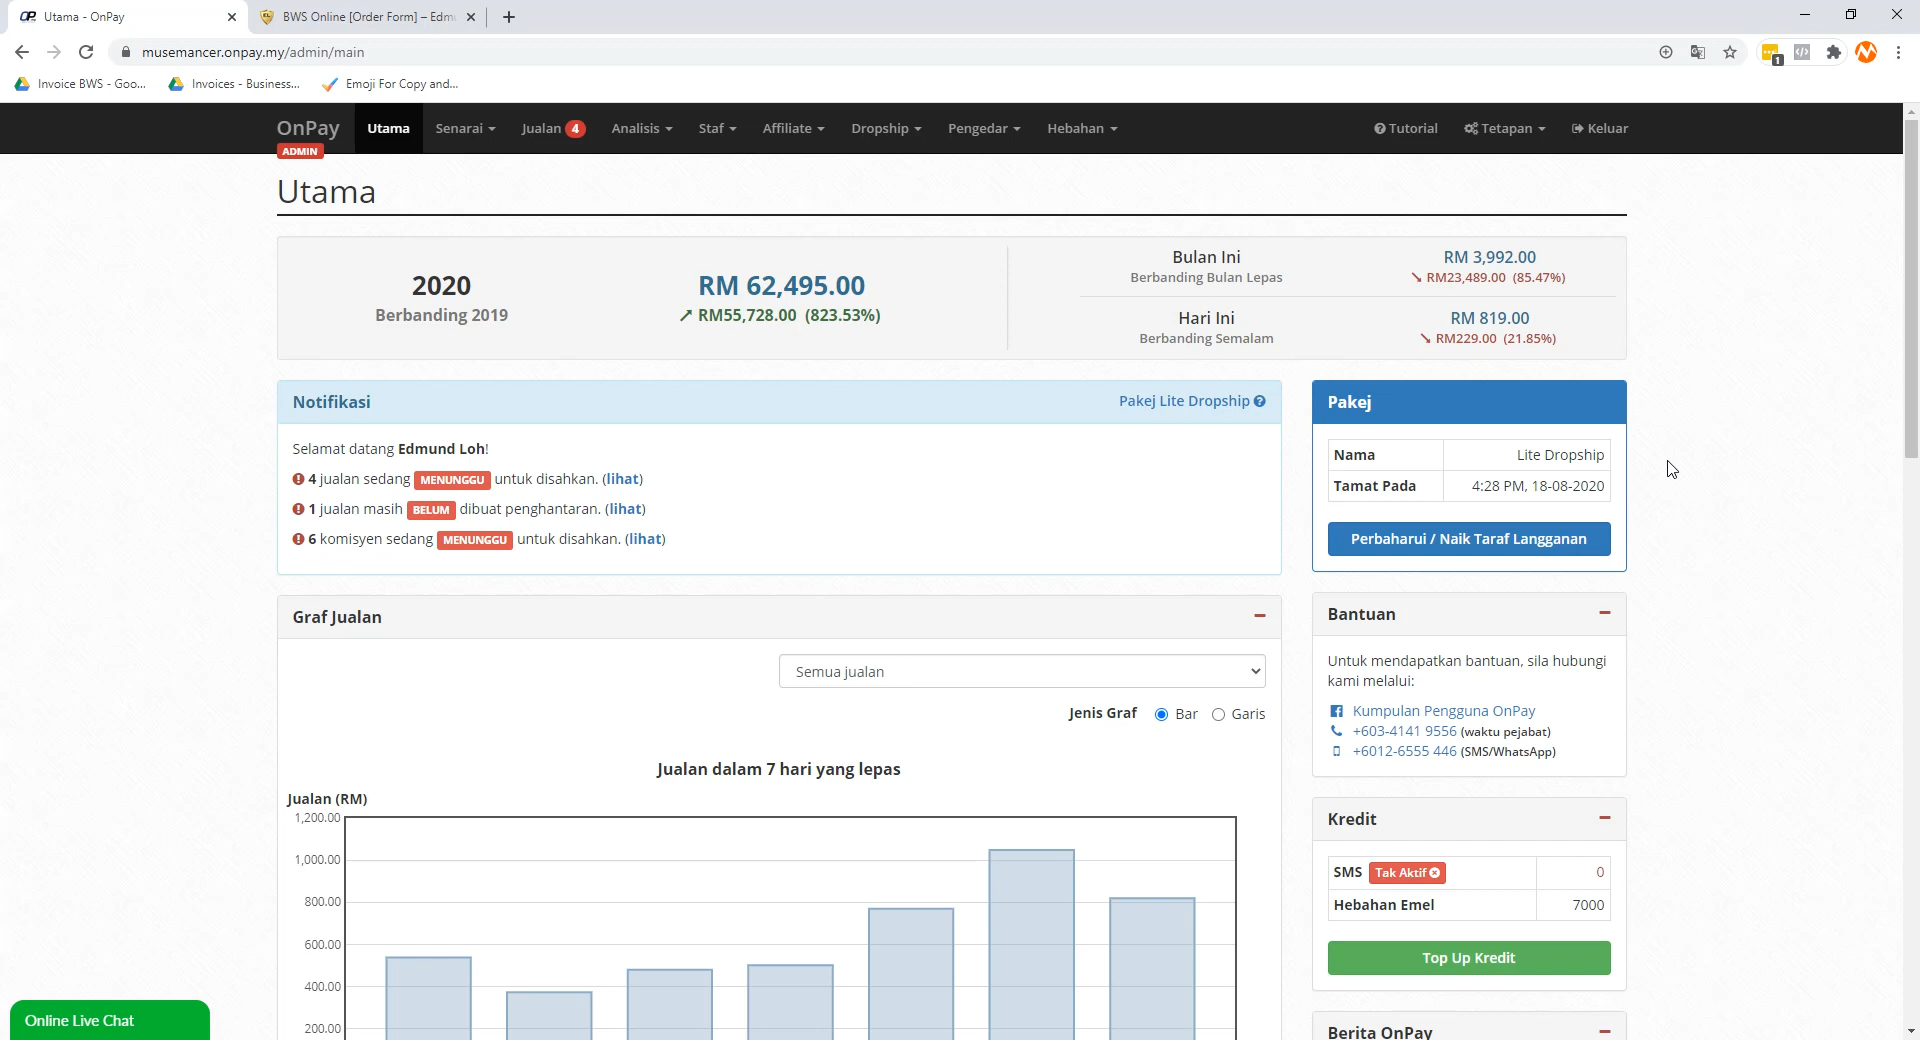 Utama - OnPay
BWS Online [Order Form] – Edmu
musemancer.onpay.my/admin/main
1
Invoice BWS - Goo...
Invoices - Business...
Emoji For Copy and...
OnPay
ADMIN
Utama
Senarai
Jualan 4
Analisis
Staf
Affiliate
Dropship
Pengedar
Hebahan
Tutorial
Tetapan
Keluar
Utama
2020
Berbanding 2019
RM 62,495.00
RM55,728.00 (823.53%)
Bulan Ini
Berbanding Bulan Lepas
RM 3,992.00
RM23,489.00 (85.47%)
Hari Ini
Berbanding Semalam
RM 819.00
RM229.00 (21.85%)
Notifikasi
Pakej Lite Dropship
Selamat datang Edmund Loh!
4 jualan sedang MENUNGGU untuk disahkan. (lihat)
1 jualan masih BELUM dibuat penghantaran. (lihat)
6 komisyen sedang MENUNGGU untuk disahkan. (lihat)
Graf Jualan
Semua jualan
Jenis Graf Bar Garis
Jualan dalam 7 hari yang lepas
Jualan (RM)
1,200.00
1,000.00
800.00
600.00
400.00
200.00
Pakej
Nama Lite Dropship
Tamat Pada 4:28 PM, 18-08-2020
Perbaharui / Naik Taraf Langganan
Bantuan
Untuk mendapatkan bantuan, sila hubungi
kami melalui:
Kumpulan Pengguna OnPay
+603-4141 9556 (waktu pejabat)
+6012-6555 446 (SMS/WhatsApp)
Kredit
SMS Tak Aktif 0
Hebahan Emel 7000
Top Up Kredit
Berita OnPay
Online Live Chat